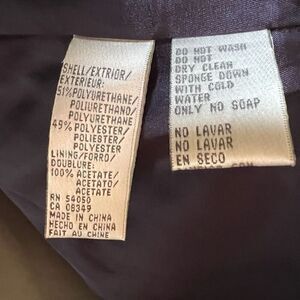 SHELL/EXTRIOR/
EXTERIEUR:
51% POLYURETHANE/
POLIURETHANO/
POLYURETHANE
49% POLYESTER/
POLIESTER/
POLYESTER
LINING/FORRO/
DOUBLURE:
100% ACETATE/
ACETATO/
ACETATE
RN 54050
CA 08349
MADE IN CHINA
HECHO EN CHINA
FAIT AU CHINE
DO NOT WASH
DO NOT
DRY CLEAN
SPONGE DOWN
WITH COLD
WATER
ONLY NO SOAP
NO LAVAR
NO LAVAR
EN SECO